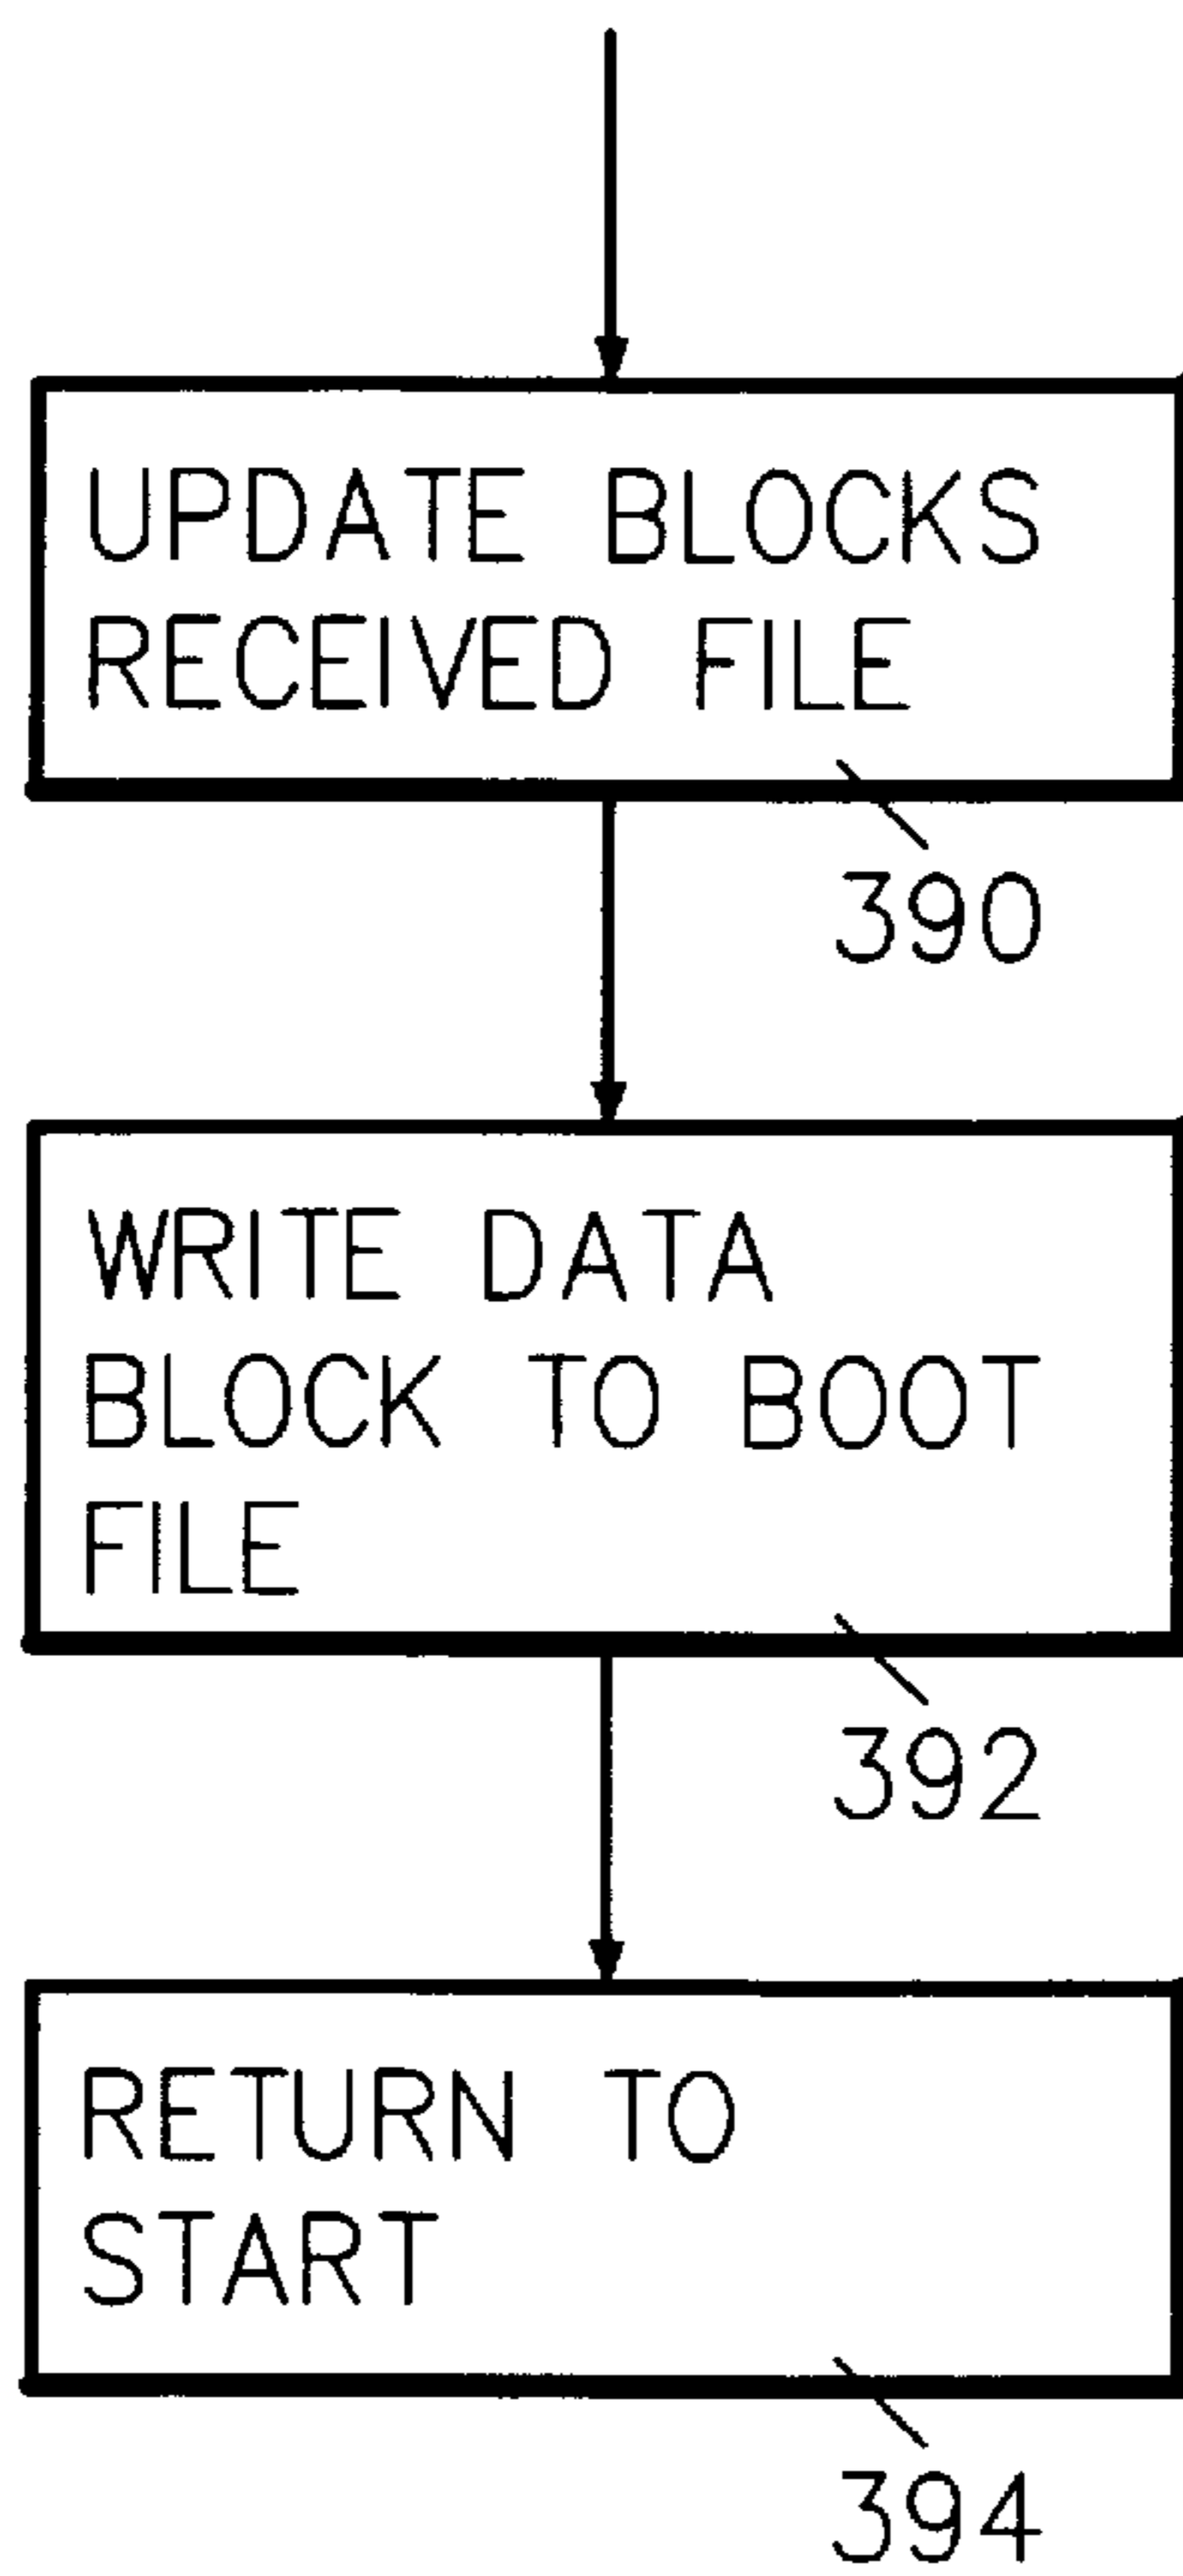 UPDATE BLOCKS
RECEIVED FILE
390
WRITE DATA
BLOCK TO BOOT
FILE
392
RETURN TO
START
394